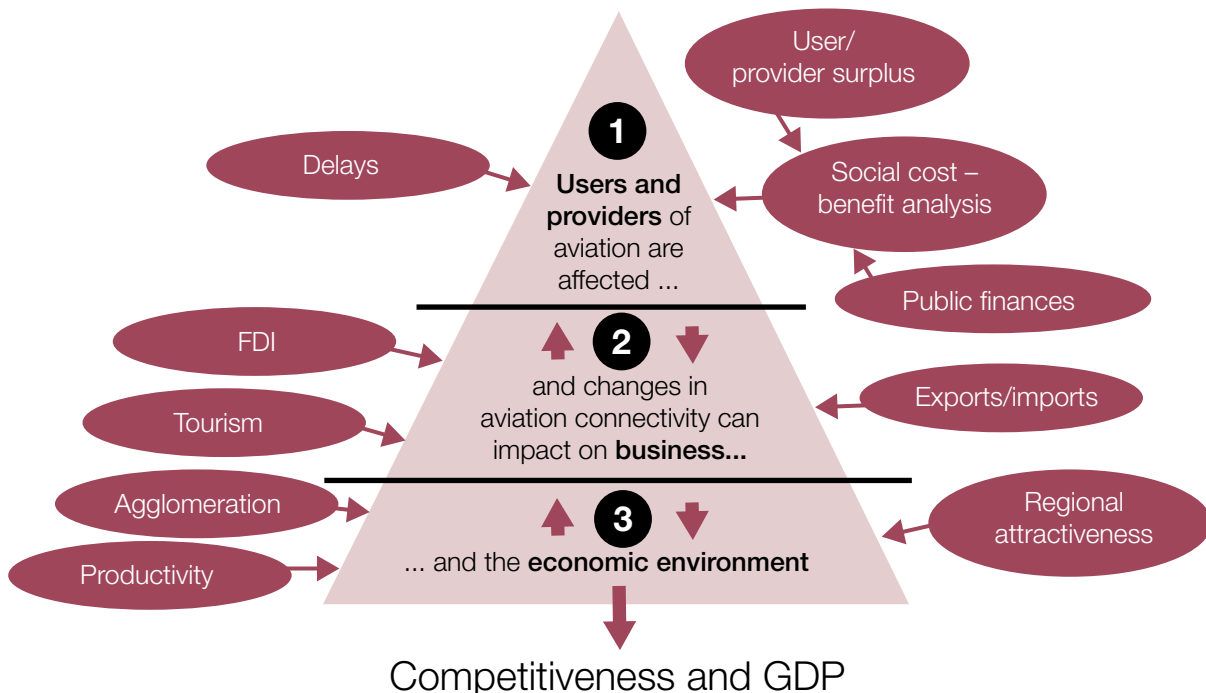 User/
provider surplus
1
Delays
Social cost –
benefit analysis
Users and
providers of
aviation are
affected ...
Public finances
FDI
2
and changes in
aviation connectivity can
impact on business...
Exports/imports
Tourism
Agglomeration
3
Regional
attractiveness
... and the economic environment
Productivity
Competitiveness and GDP